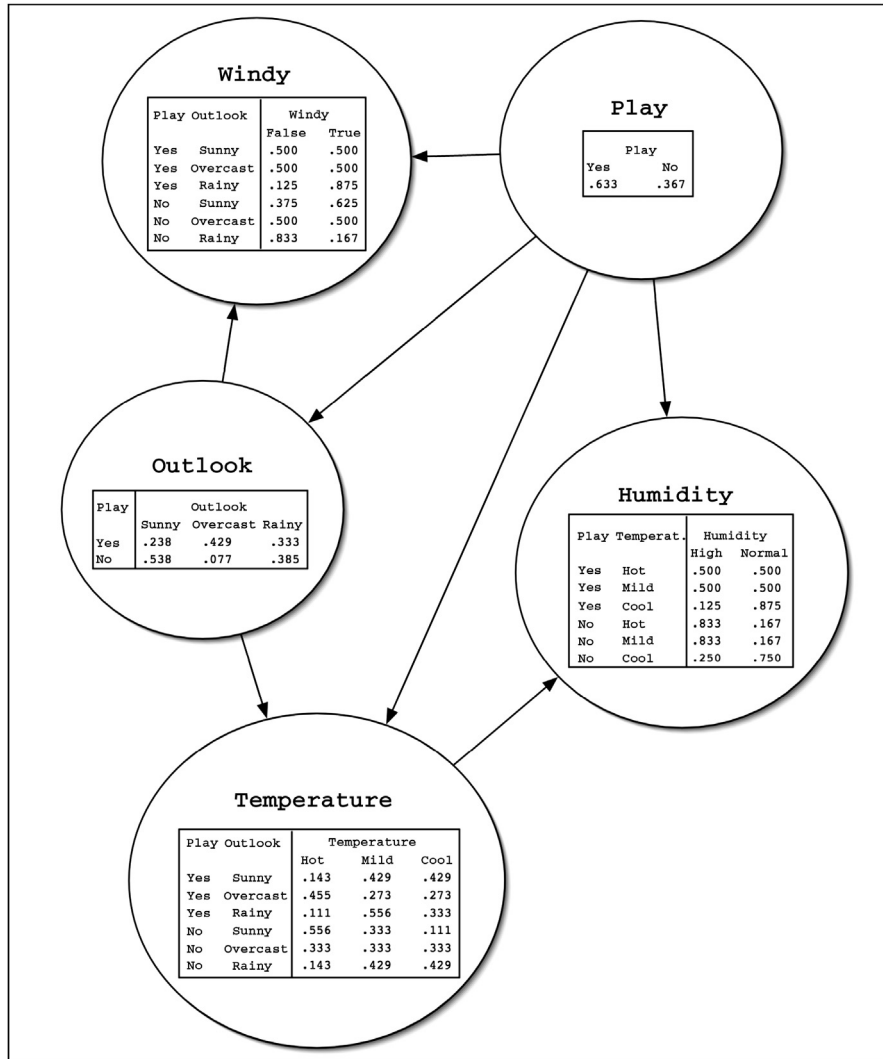 Windy
Play Outlook Windy
False True
Yes Sunny .500 .500
Yes Overcast .500 .500
Yes Rainy .125 .875
No Sunny .375 .625
No Overcast .500 .500
No Rainy .833 .167
Play
Play
Yes No
.633 .367
Outlook
Play Outlook
Sunny Overcast Rainy
Yes .238 .429 .333
No .538 .077 .385
Humidity
Play Temperat. Humidity
High Normal
Yes Hot .500 .500
Yes Mild .500 .500
Yes Cool .125 .875
No Hot .833 .167
No Mild .833 .167
No Cool .250 .750
Temperature
Play Outlook Temperature
Hot Mild Cool
Yes Sunny .143 .429 .429
Yes Overcast .455 .273 .273
Yes Rainy .111 .556 .333
No Sunny .556 .333 .111
No Overcast .333 .333 .333
No Rainy .143 .429 .429